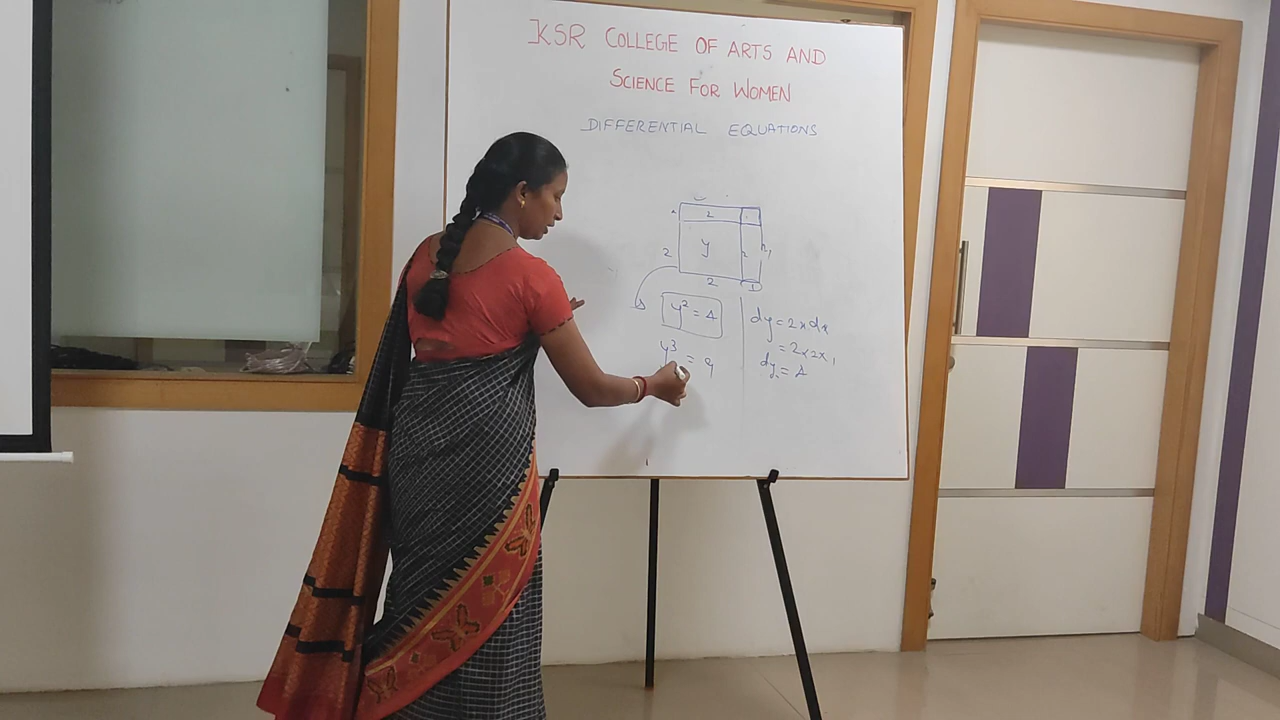 KSR COLLEGE OF ARTS AND
SCIENCE FOR WOMEN
DIFFERENTIAL EQUATIONS
2
2 y
2 1
y² = 4
dy = 2x dx
= 2x2x1
y3 = 9
dy = 4